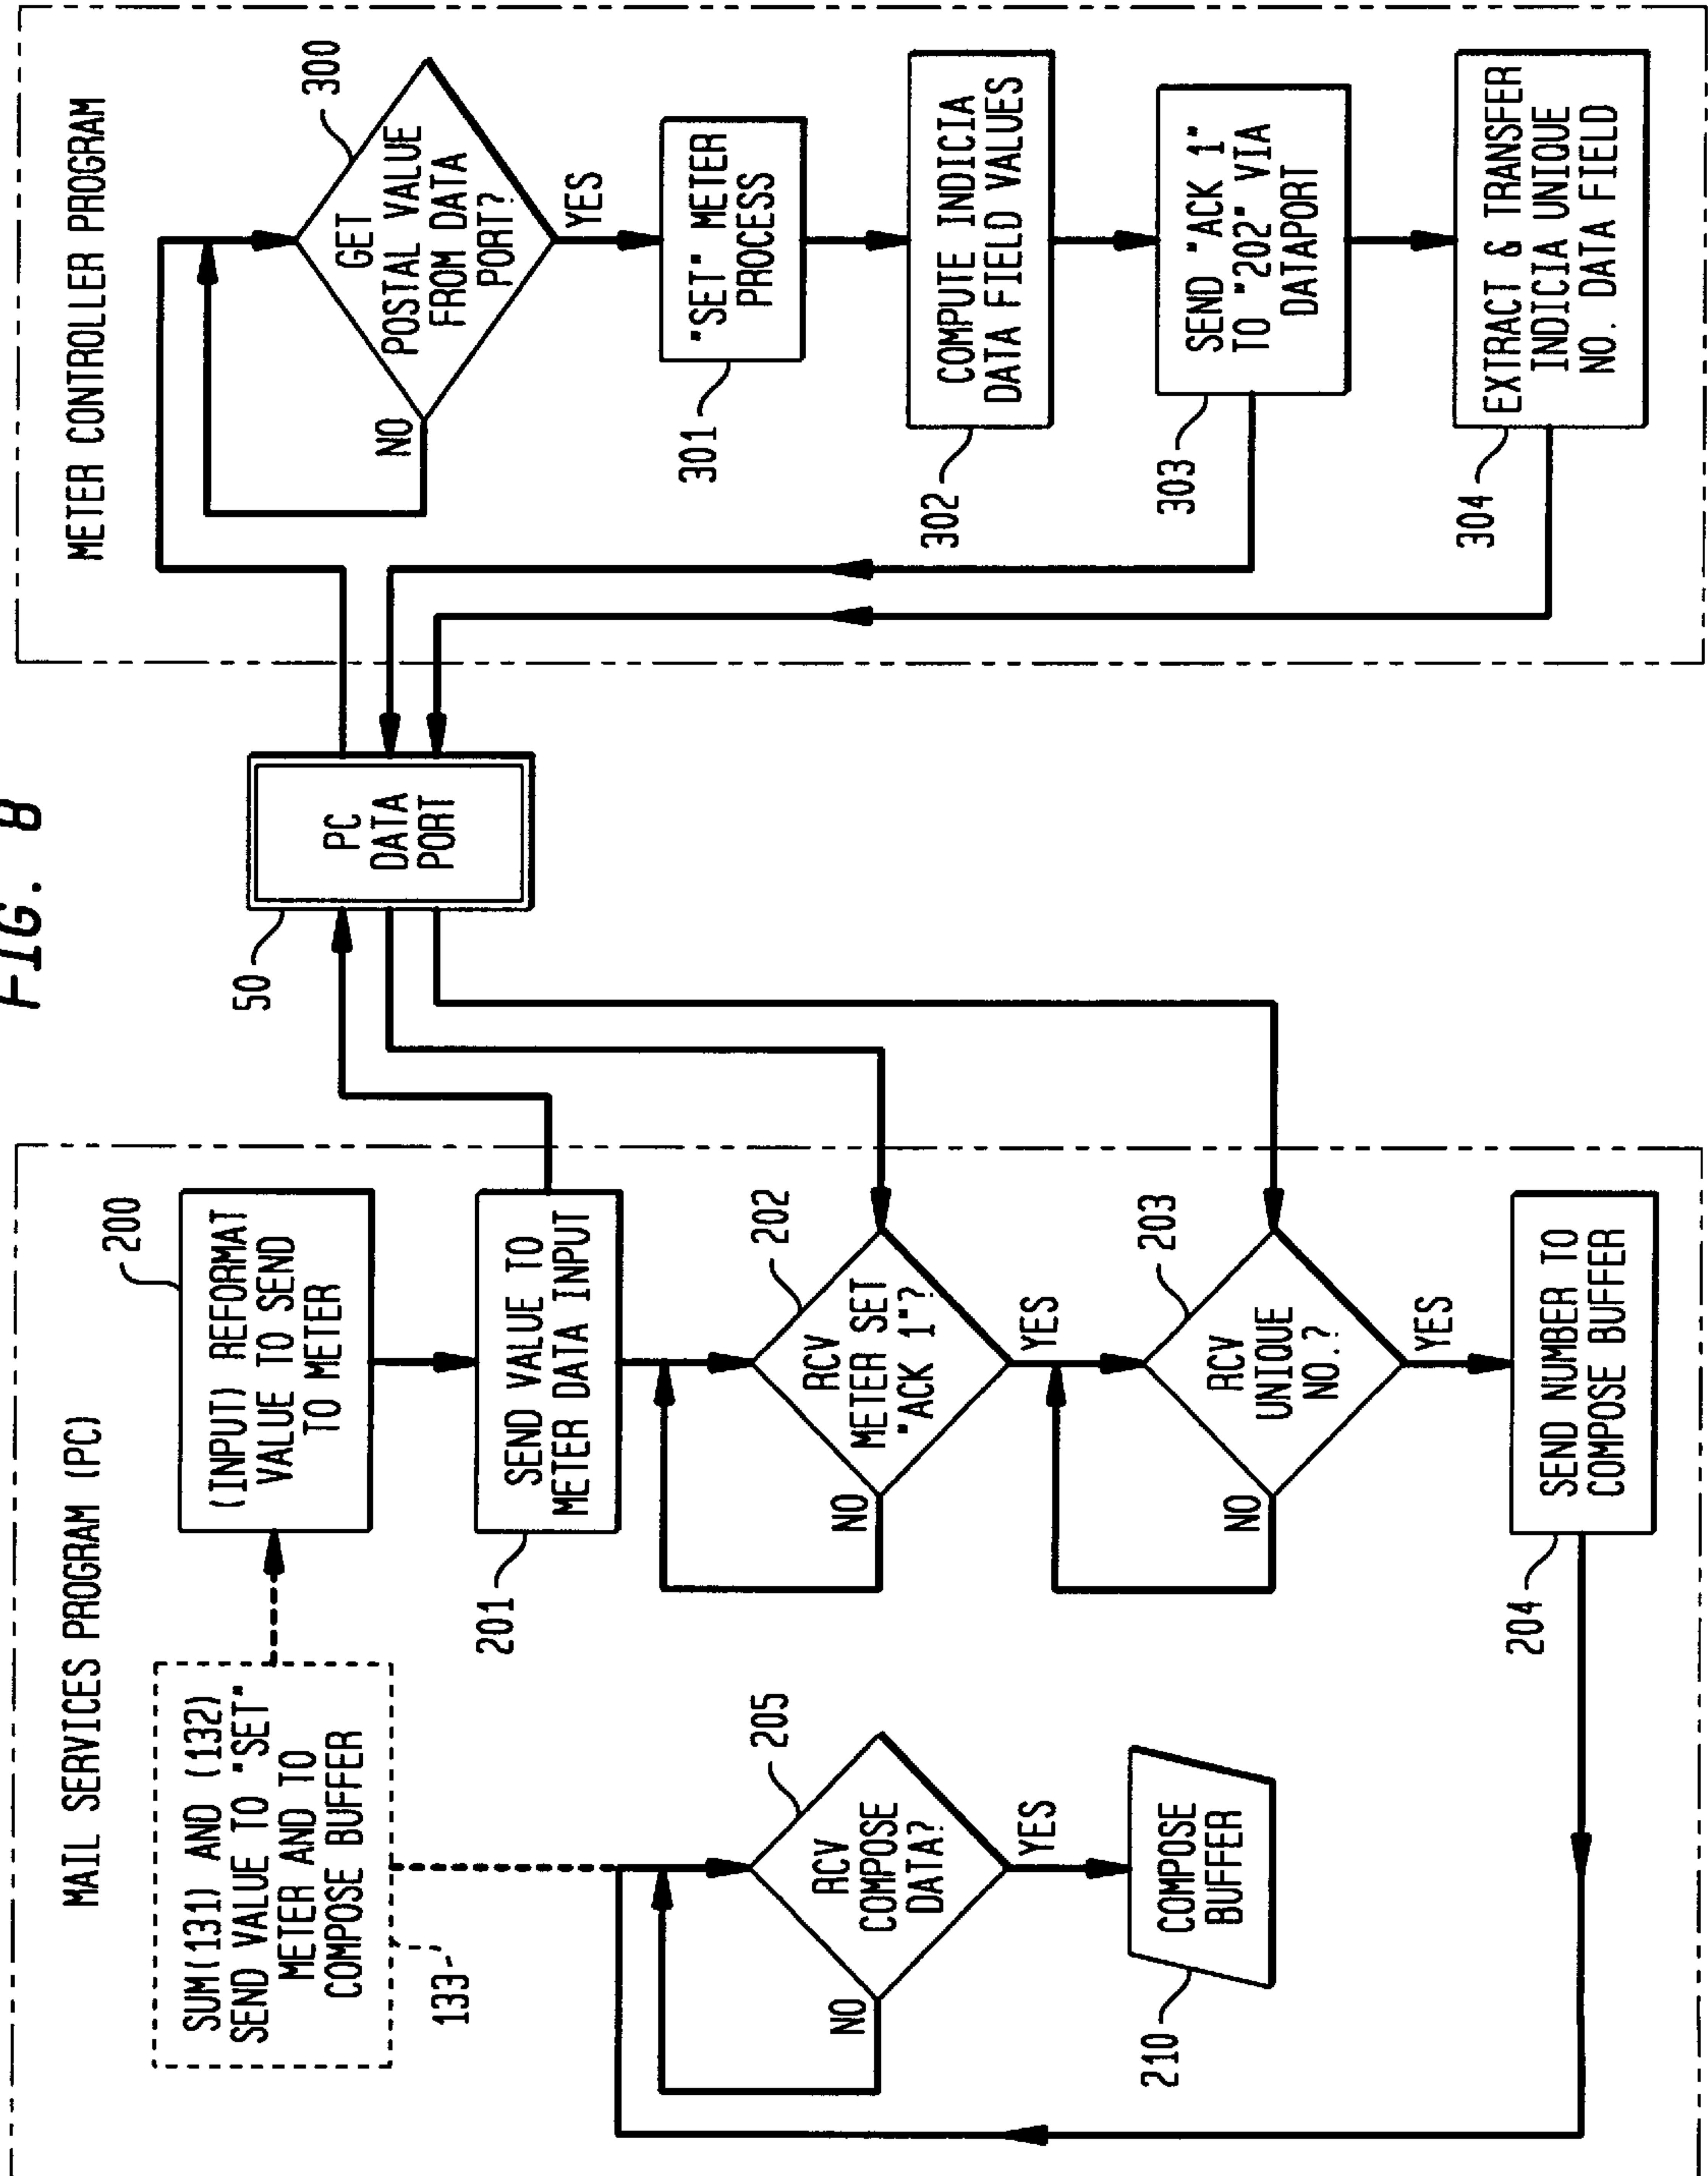 FIG. 8
MAIL SERVICES PROGRAM (PC)
SUM(131) AND (132)
SEND VALUE TO "SET"
METER AND TO
COMPOSE BUFFER
133
200
(INPUT) REFORMAT
VALUE TO SEND
TO METER
201
SEND VALUE TO
METER DATA INPUT
202
RCV
METER SET
"ACK 1"?
NO
YES
203
RCV
UNIQUE
NO.?
NO
YES
204
SEND NUMBER TO
COMPOSE BUFFER
205
RCV
COMPOSE
DATA?
NO
YES
210
COMPOSE
BUFFER
50
PC
DATA
PORT
METER CONTROLLER PROGRAM
300
GET
POSTAL VALUE
FROM DATA
PORT?
NO
YES
301
"SET" METER
PROCESS
302
COMPUTE INDICIA
DATA FIELD VALUES
303
SEND "ACK 1"
TO "202" VIA
DATAPORT
304
EXTRACT & TRANSFER
INDICIA UNIQUE
NO. DATA FIELD